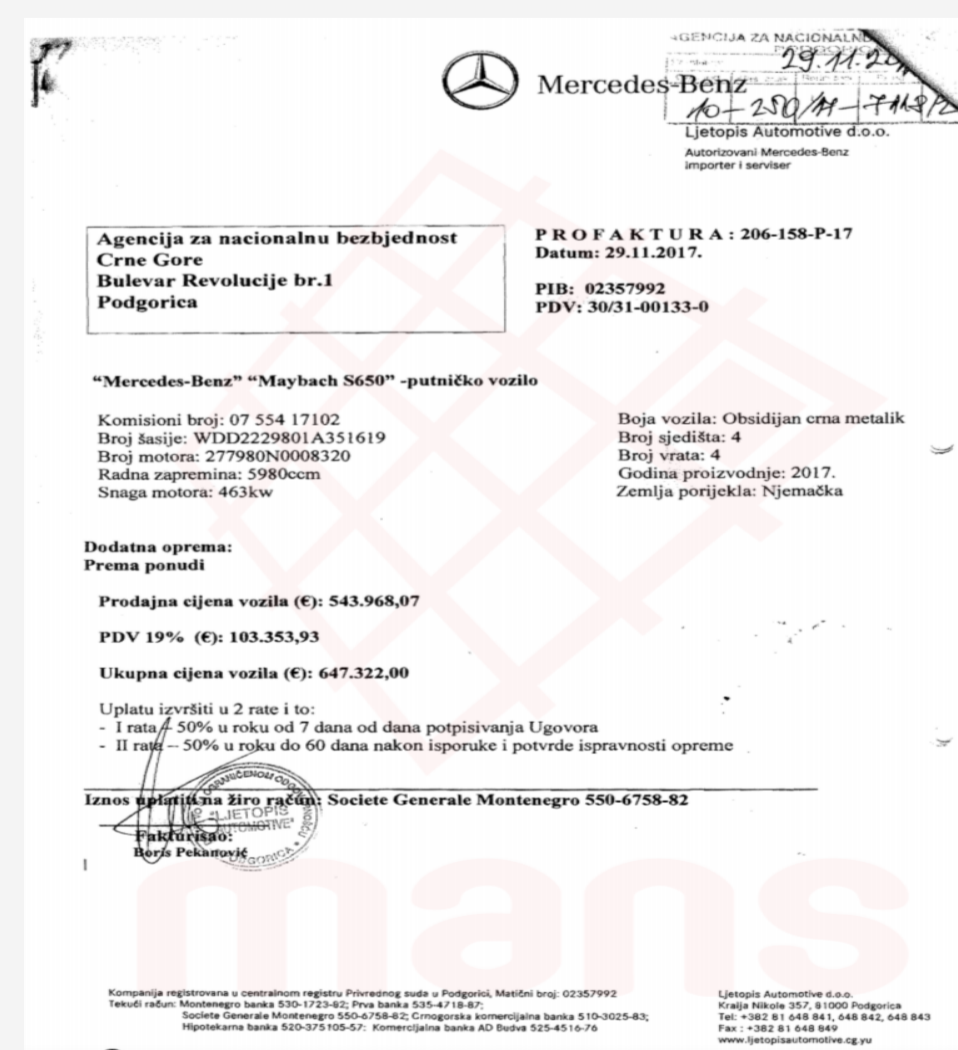 AGENCIJA ZA NACIONALNU
PODGORICA
29.11.20
10-250/11-7118/2
Mercedes-Benz
Ljetopis Automotive d.o.o.
Autorizovani Mercedes-Benz
importer i serviser
Agencija za nacionalnu bezbjednost
Crne Gore
Bulevar Revolucije br.1
Podgorica
P R O F A K T U R A : 206-158-P-17
Datum: 29.11.2017.
PIB: 02357992
PDV: 30/31-00133-0
“Mercedes-Benz” “Maybach S650” -putničko vozilo
Komisioni broj: 07 554 17102
Broj šasije: WDD2229801A351619
Broj motora: 277980N0008320
Radna zapremina: 5980ccm
Snaga motora: 463kw
Boja vozila: Obsidijan crna metalik
Broj sjedišta: 4
Broj vrata: 4
Godina proizvodnje: 2017.
Zemlja porijekla: Njemačka
Dodatna oprema:
Prema ponudi
Prodajna cijena vozila (€): 543.968,07
PDV 19% (€): 103.353,93
Ukupna cijena vozila (€): 647.322,00
Uplatu izvršiti u 2 rate i to:
- I rata – 50% u roku od 7 dana od dana potpisivanja Ugovora
- II rata – 50% u roku do 60 dana nakon isporuke i potvrde ispravnosti opreme
Iznos uplatiti na žiro račun: Societe Generale Montenegro 550-6758-82
"LJETOPIS
AUTOMOTIVE"
PODGORICA
Fakturisao:
Boris Pekanović
mans
Kompanija registrovana u centralnom registru Privrednog suda u Podgorici, Matični broj: 02357992
Tekući račun: Montenegro banka 530-1723-82; Prva banka 535-4718-87;
Societe Generale Montenegro 550-6758-82; Crnogorska komercijalna banka 510-3025-83;
Hipotekarna banka 520-375105-57: Komercijalna banka AD Budva 525-4516-76
Ljetopis Automotive d.o.o.
Kralja Nikole 357, 81000 Podgorica
Tel: +382 81 648 841, 648 842, 648 843
Fax : +382 81 648 849
www.ljetopisautomotive.cg.yu